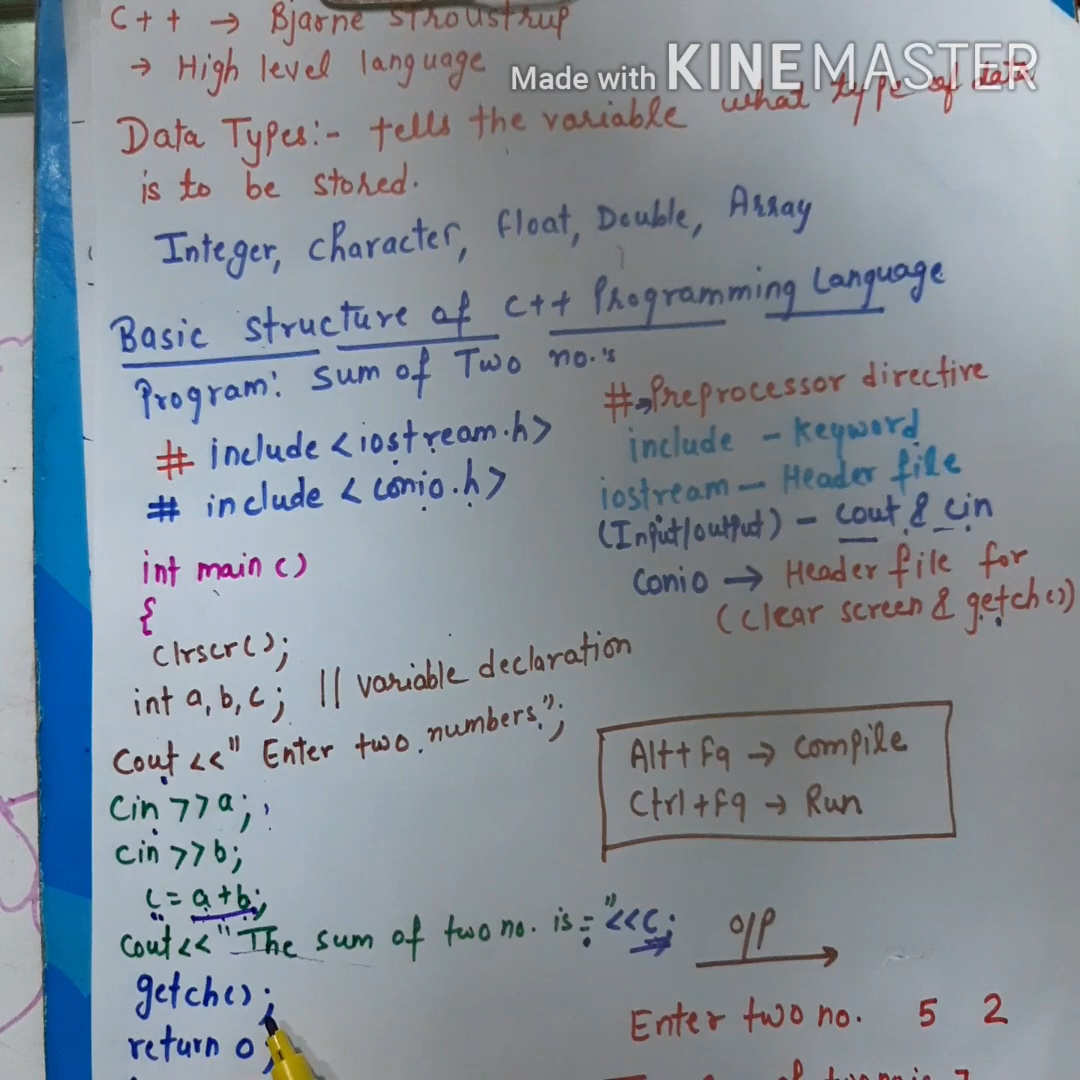 C++ → Bjarne Stroustrup
→ High level language
Made with KINEMASTER
Data Types:- tells the variable what type of data
is to be stored.
Integer, character, float, Double, Array
Basic structure of C++ Programming Language
Program: Sum of Two no.'s
# include <iostream.h>
# include <conio.h>
#→Preprocessor directive
include - keyword
iostream - Header file
(Input/output) - cout & cin
conio → Header file for
(clear screen & getch()
int main ()
{
clrscr();
int a, b, c; || variable declaration
cout <<" Enter two numbers.";
cin >>a;
cin >>b;
c = a+b;
cout<<"The sum of two no. is ="<<c;
getch();
return 0;
Alt+F9 → compile
Ctrl+F9 → Run
O/P
Enter two no. 5 2